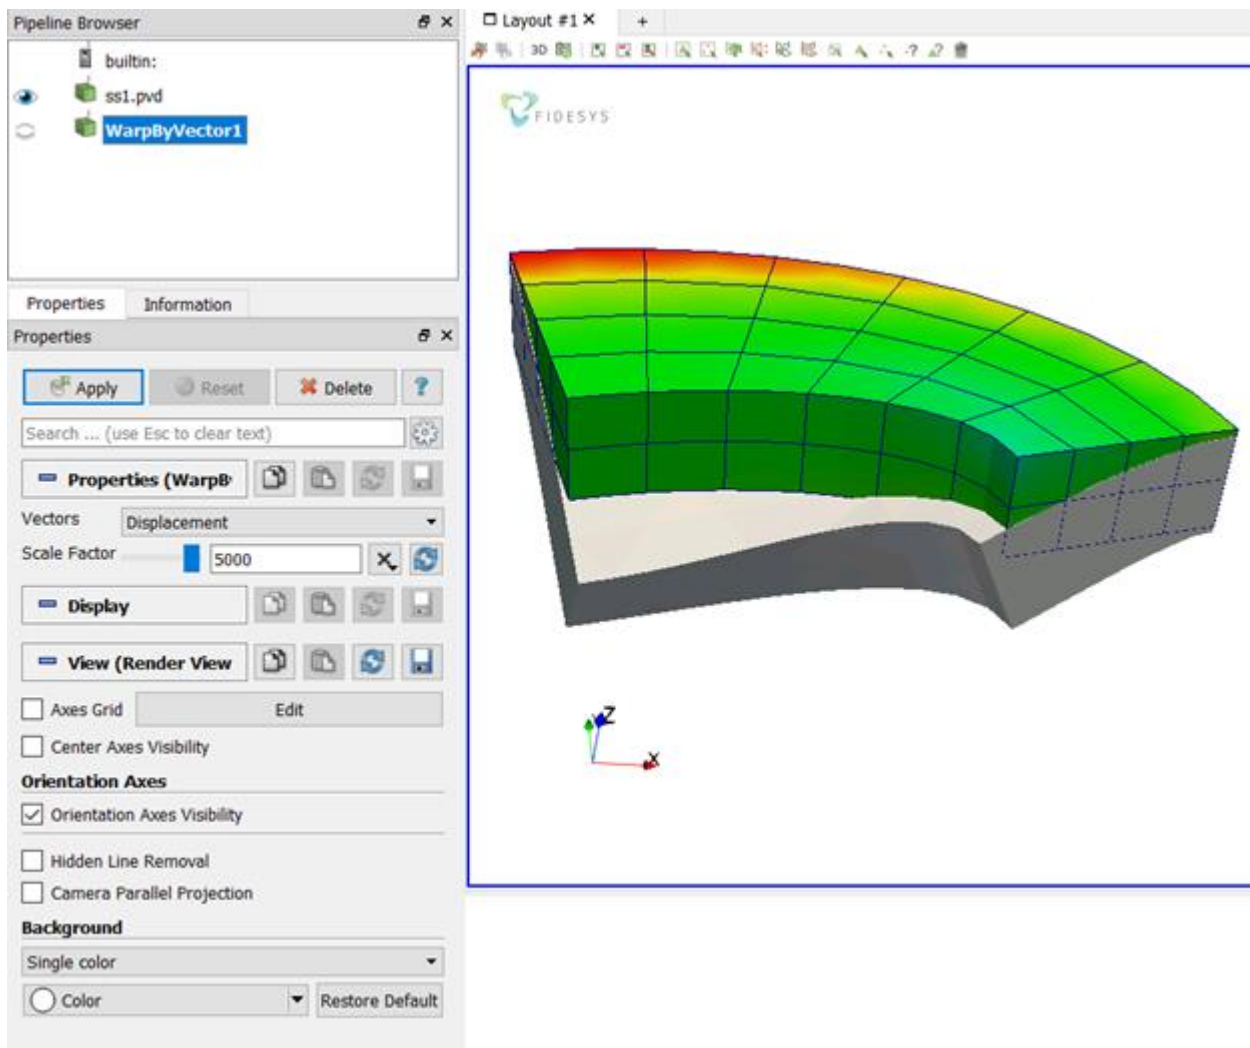 Pipeline Browser
builtin:
ss1.pvd
WarpByVector1
Properties Information
Properties
Apply Reset Delete ?
Search ... (use Esc to clear text)
Properties (WarpB
Vectors Displacement
Scale Factor 5000
Display
View (Render View
Axes Grid Edit
Center Axes Visibility
Orientation Axes
Orientation Axes Visibility
Hidden Line Removal
Camera Parallel Projection
Background
Single color
Color Restore Default
Layout #1 +
3D
FIDESYS
Z
X